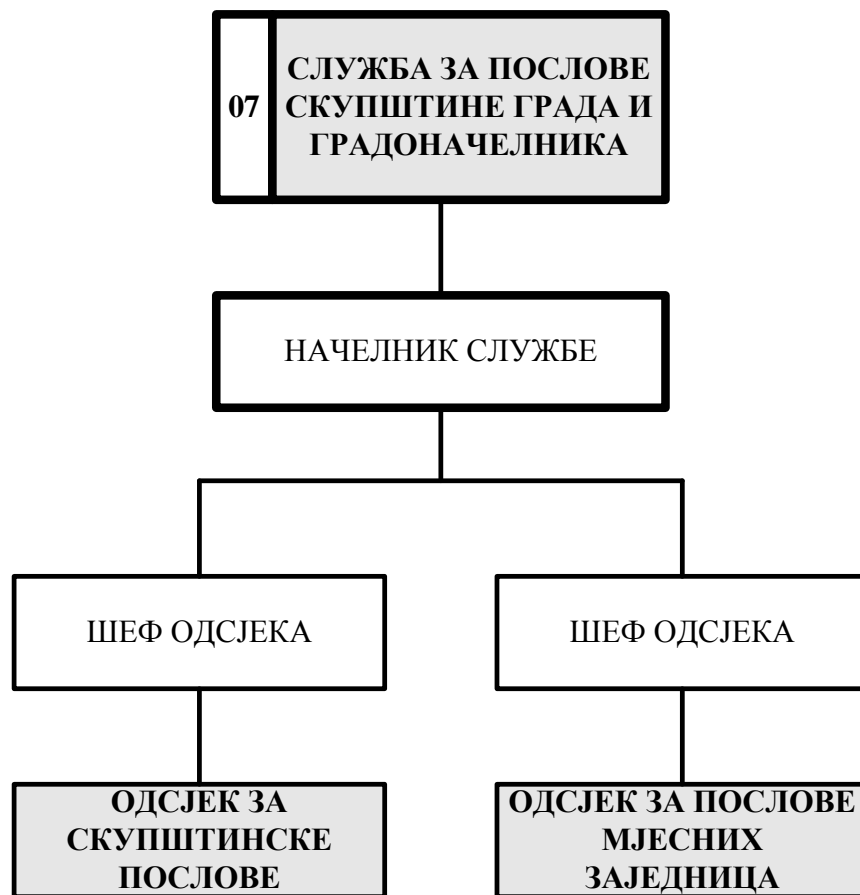 07
СЛУЖБА ЗА ПОСЛОВЕ
СКУПШТИНЕ ГРАДА И
ГРАДОНАЧЕЛНИКА
НАЧЕЛНИК СЛУЖБЕ
ШЕФ ОДСЈЕКА
ШЕФ ОДСЈЕКА
ОДСЈЕК ЗА
СКУПШТИНСКЕ
ПОСЛОВЕ
ОДСЈЕК ЗА ПОСЛОВЕ
МЈЕСНИХ
ЗАЈЕДНИЦА